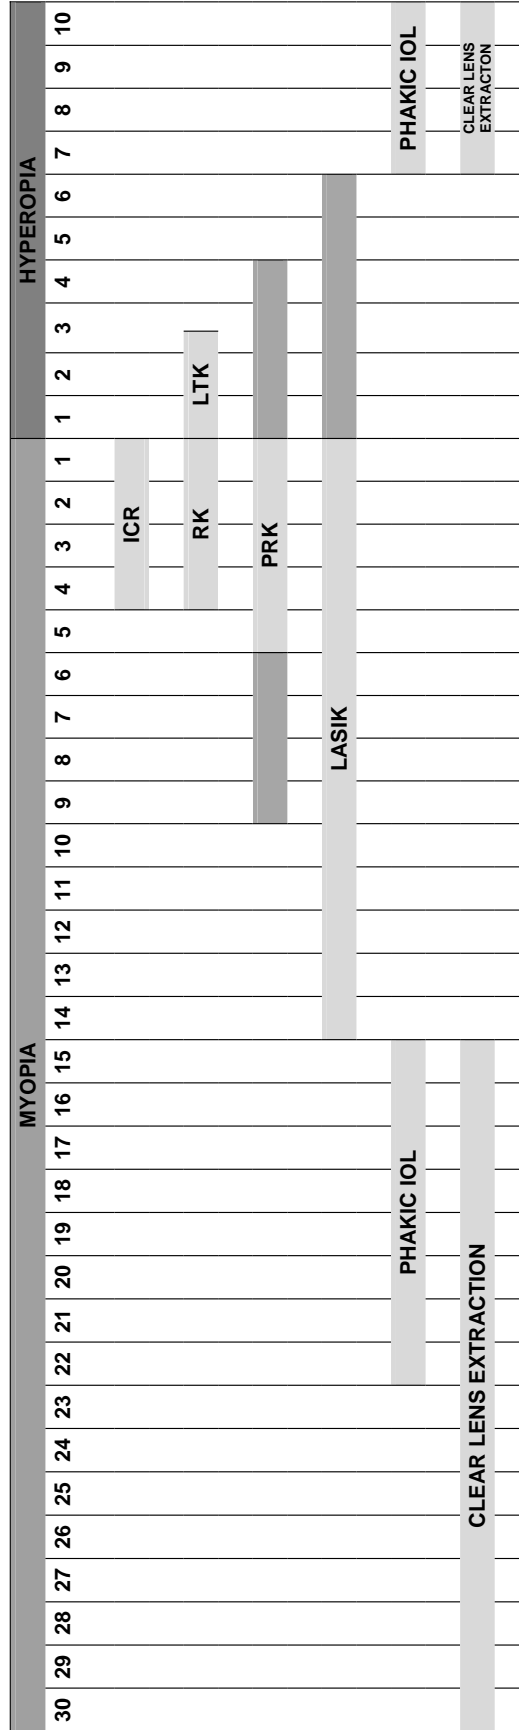 MYOPIA
HYPEROPIA
30 29 28 27 26 25 24 23 22 21 20 19 18 17 16 15 14 13 12 11 10 9 8 7 6 5 4 3 2 1 1 2 3 4 5 6 7 8 9 10
ICR
RK
LTK
PRK
LASIK
PHAKIC IOL
PHAKIC IOL
CLEAR LENS EXTRACTION
CLEAR LENS
EXTRACTON